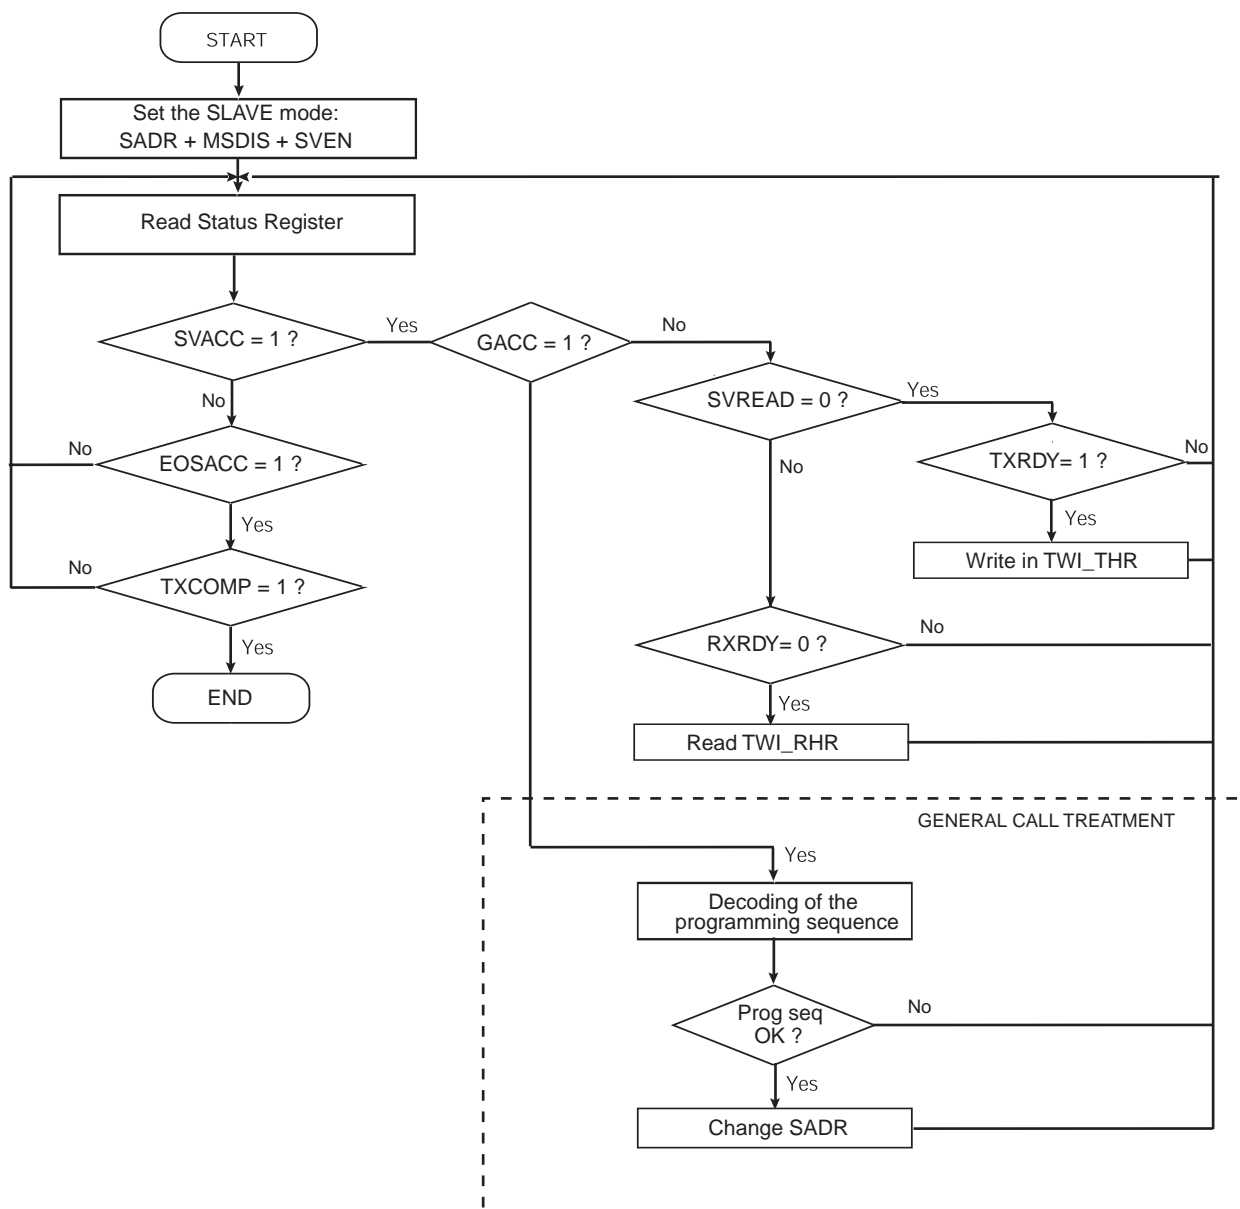 START
Set the SLAVE mode:
SADR + MSDIS + SVEN
Read Status Register
SVACC = 1 ?
Yes
GACC = 1 ?
No
SVREAD = 0 ?
Yes
No
EOSACC = 1 ?
No
TXRDY= 1 ?
No
No
Yes
Yes
Write in TWI_THR
TXCOMP = 1 ?
No
Yes
RXRDY= 0 ?
No
END
Yes
Read TWI_RHR
GENERAL CALL TREATMENT
Yes
Decoding of the
programming sequence
Prog seq
OK ?
No
Yes
Change SADR